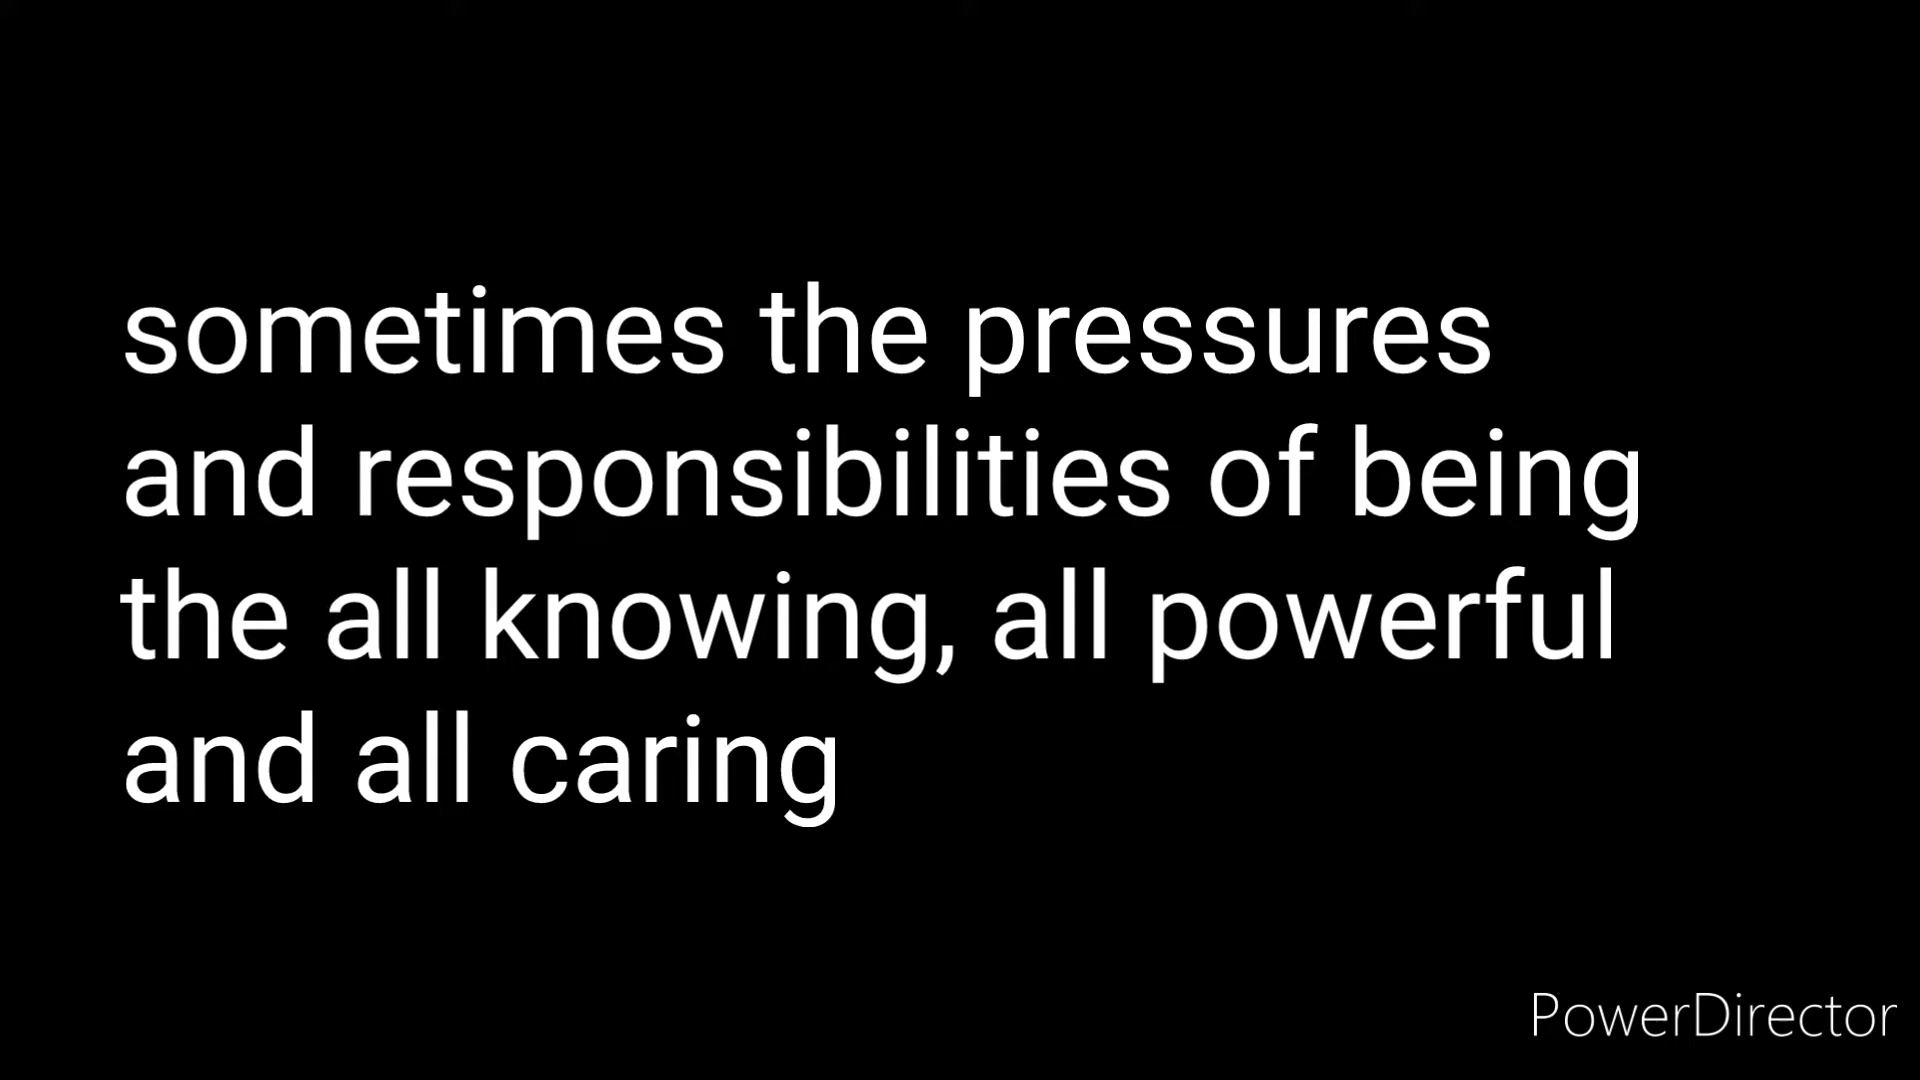 sometimes the pressures
and responsibilities of being
the all knowing, all powerful
and all caring
PowerDirector